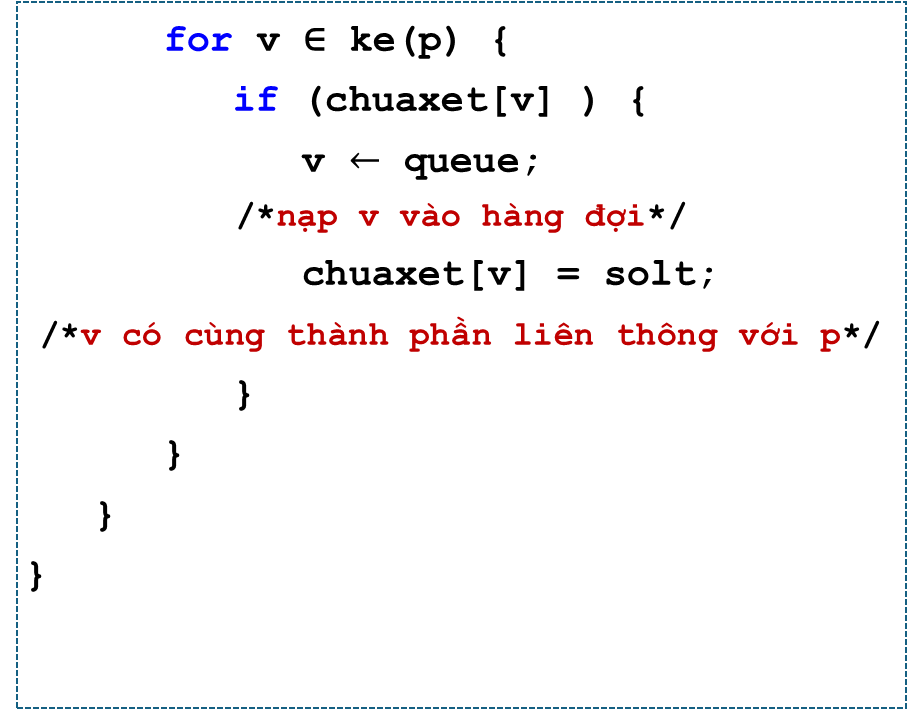 for v ∈ ke(p) {
if (chuaxet[v] ) {
v ← queue;
/*nạp v vào hàng đợi*/
chuaxet[v] = solt;
/*v có cùng thành phần liên thông với p*/
}
}
}
}